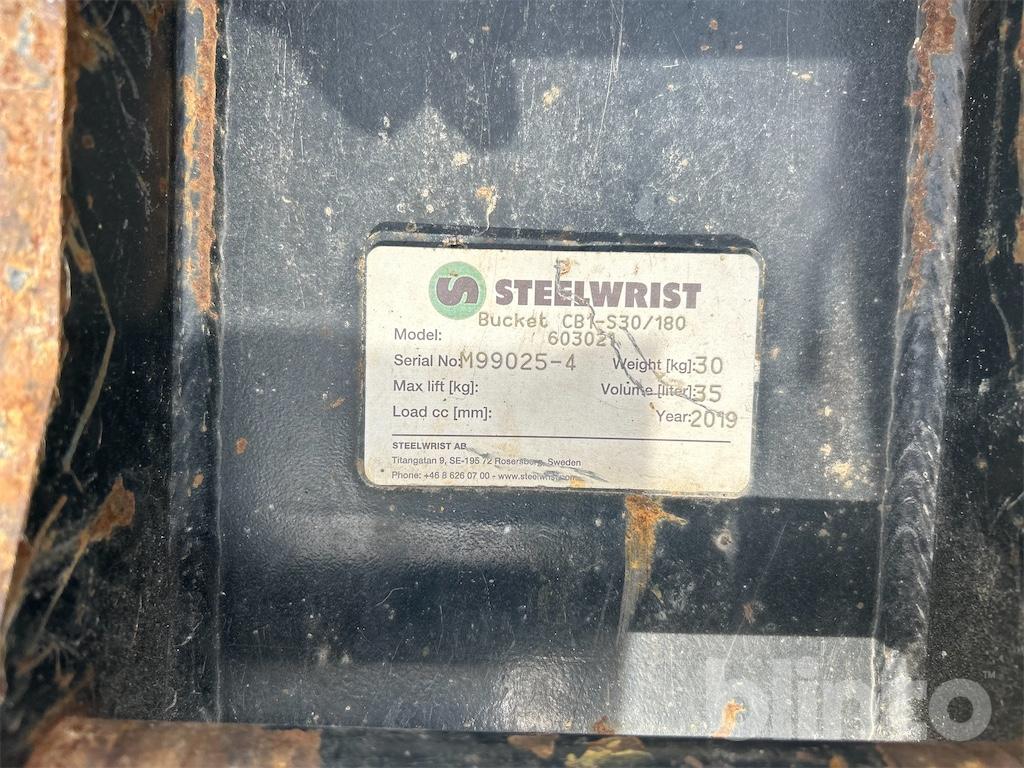 STEELWRIST
Bucket CB1-S30/180
Model: 603021
Serial No: M99025-4 Weight [kg]: 30
Max lift [kg]: Volume [liter]: 35
Load cc [mm]: Year: 2019
STEELWRIST AB
Titangatan 9, SE-195 72 Rosersberg, Sweden
Phone: +46 8 626 07 00 - www.steelwrist.com
blinto™